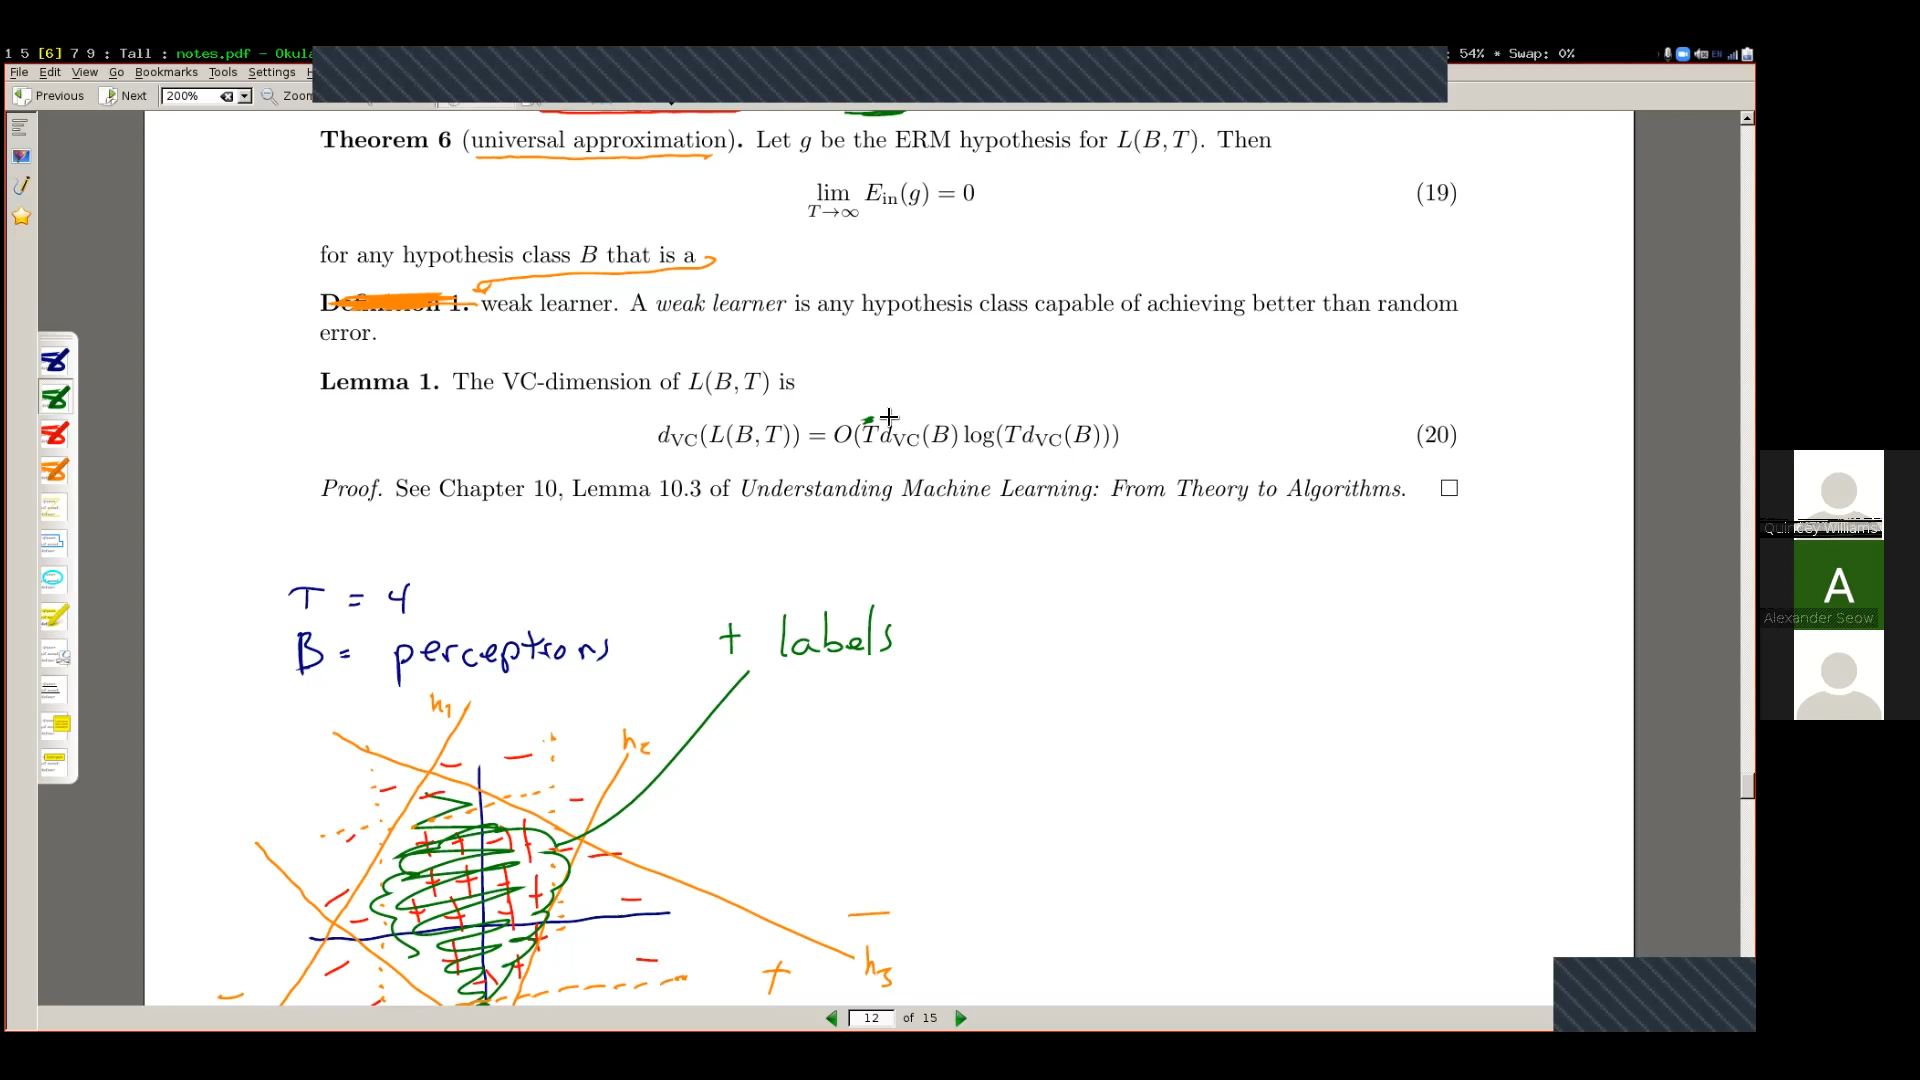 1 5 [6] 7 9 : Tall : notes.pdf – Okula
: 54% * Swap: 0%
EN
File Edit View Go Bookmarks Tools Settings H
Previous Next 200% Zoom
Theorem 6 (universal approximation). Let g be the ERM hypothesis for L(B, T). Then
lim T→∞ E_in(g) = 0 (19)
for any hypothesis class B that is a
weak learner. A weak learner is any hypothesis class capable of achieving better than random
error.
Lemma 1. The VC-dimension of L(B, T) is
d_VC(L(B, T)) = O(Td_VC(B) log(Td_VC(B))) (20)
Proof. See Chapter 10, Lemma 10.3 of Understanding Machine Learning: From Theory to Algorithms. □
T = 4
B = perceptrons
+ labels
h1
h2
h3
+
12 of 15
Quincey Williams
A
Alexander Seow